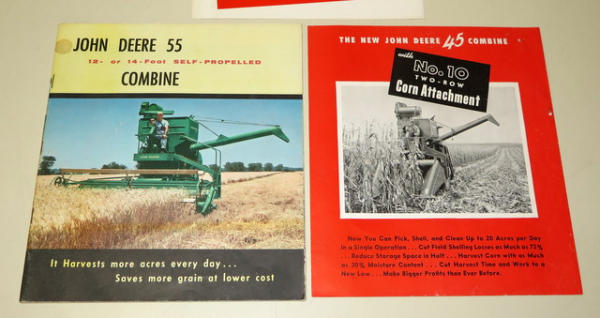 JOHN DEERE 55
12- or 14-Foot SELF-PROPELLED
COMBINE
It Harvests more acres every day...
Saves more grain at lower cost
THE NEW JOHN DEERE 45 COMBINE
with
No. 10
TWO-ROW
Corn Attachment
Now You Can Pick, Shell, and Clean Up to 20 Acres per Day
in a Single Operation... Cut Field Shelling Losses as Much as 75%
... Reduce Storage Space in Half... Harvest Corn with as Much
as 30% Moisture Content... Cut Harvest Time and Work to a
New Low... Make Bigger Profits than Ever Before.